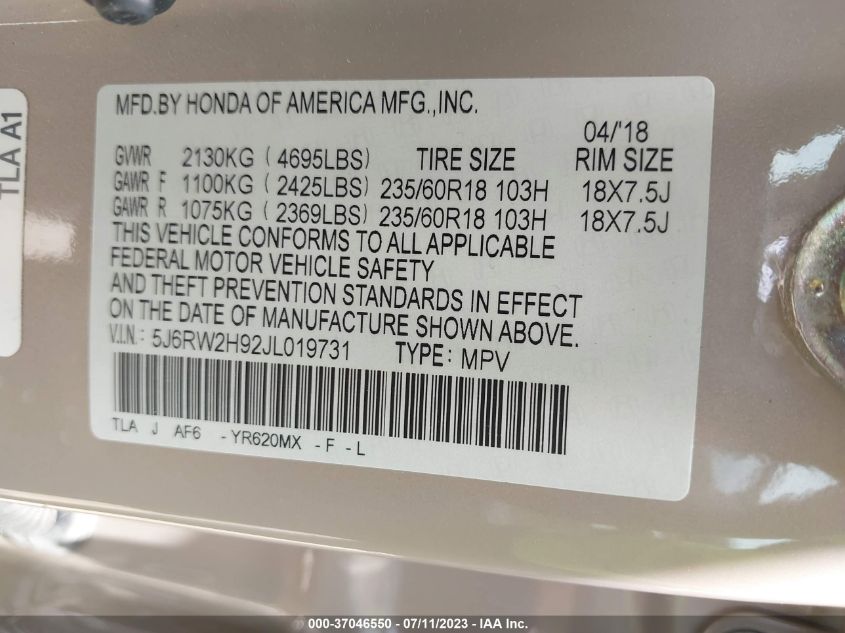 TLA A1
MFD.BY HONDA OF AMERICA MFG.,INC.
04/'18
GVWR 2130KG ( 4695LBS) TIRE SIZE RIM SIZE
GAWR F 1100KG ( 2425LBS) 235/60R18 103H 18X7.5J
GAWR R 1075KG ( 2369LBS) 235/60R18 103H 18X7.5J
THIS VEHICLE CONFORMS TO ALL APPLICABLE
FEDERAL MOTOR VEHICLE SAFETY
AND THEFT PREVENTION STANDARDS IN EFFECT
ON THE DATE OF MANUFACTURE SHOWN ABOVE.
V.I.N.: 5J6RW2H92JL019731 TYPE: MPV
TLA J AF6 - YR620MX - F - L
000-37046550 / 07/11/2023 - IAA Inc.